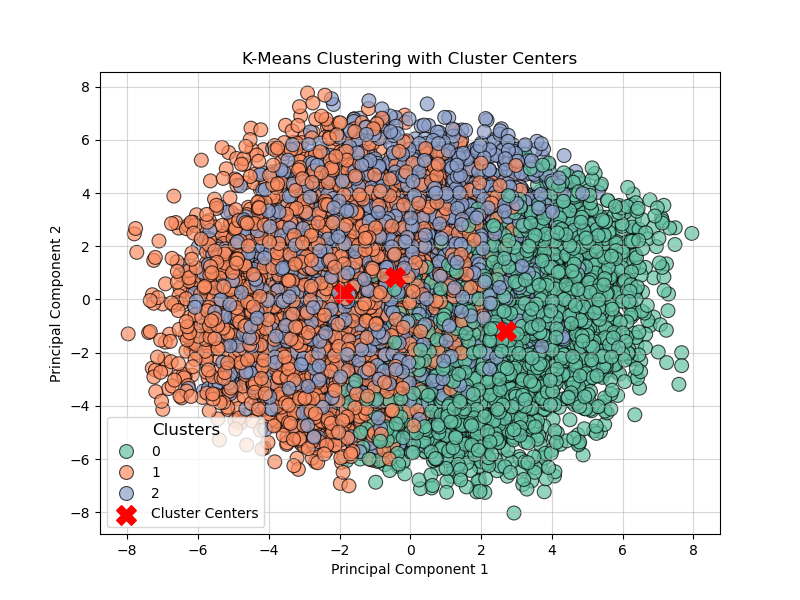 K-Means Clustering with Cluster Centers
8
6
4
2
0
−2
−4
−6
−8
Principal Component 2
Clusters
0
1
2
Cluster Centers
−8 −6 −4 −2 0 2 4 6 8
Principal Component 1